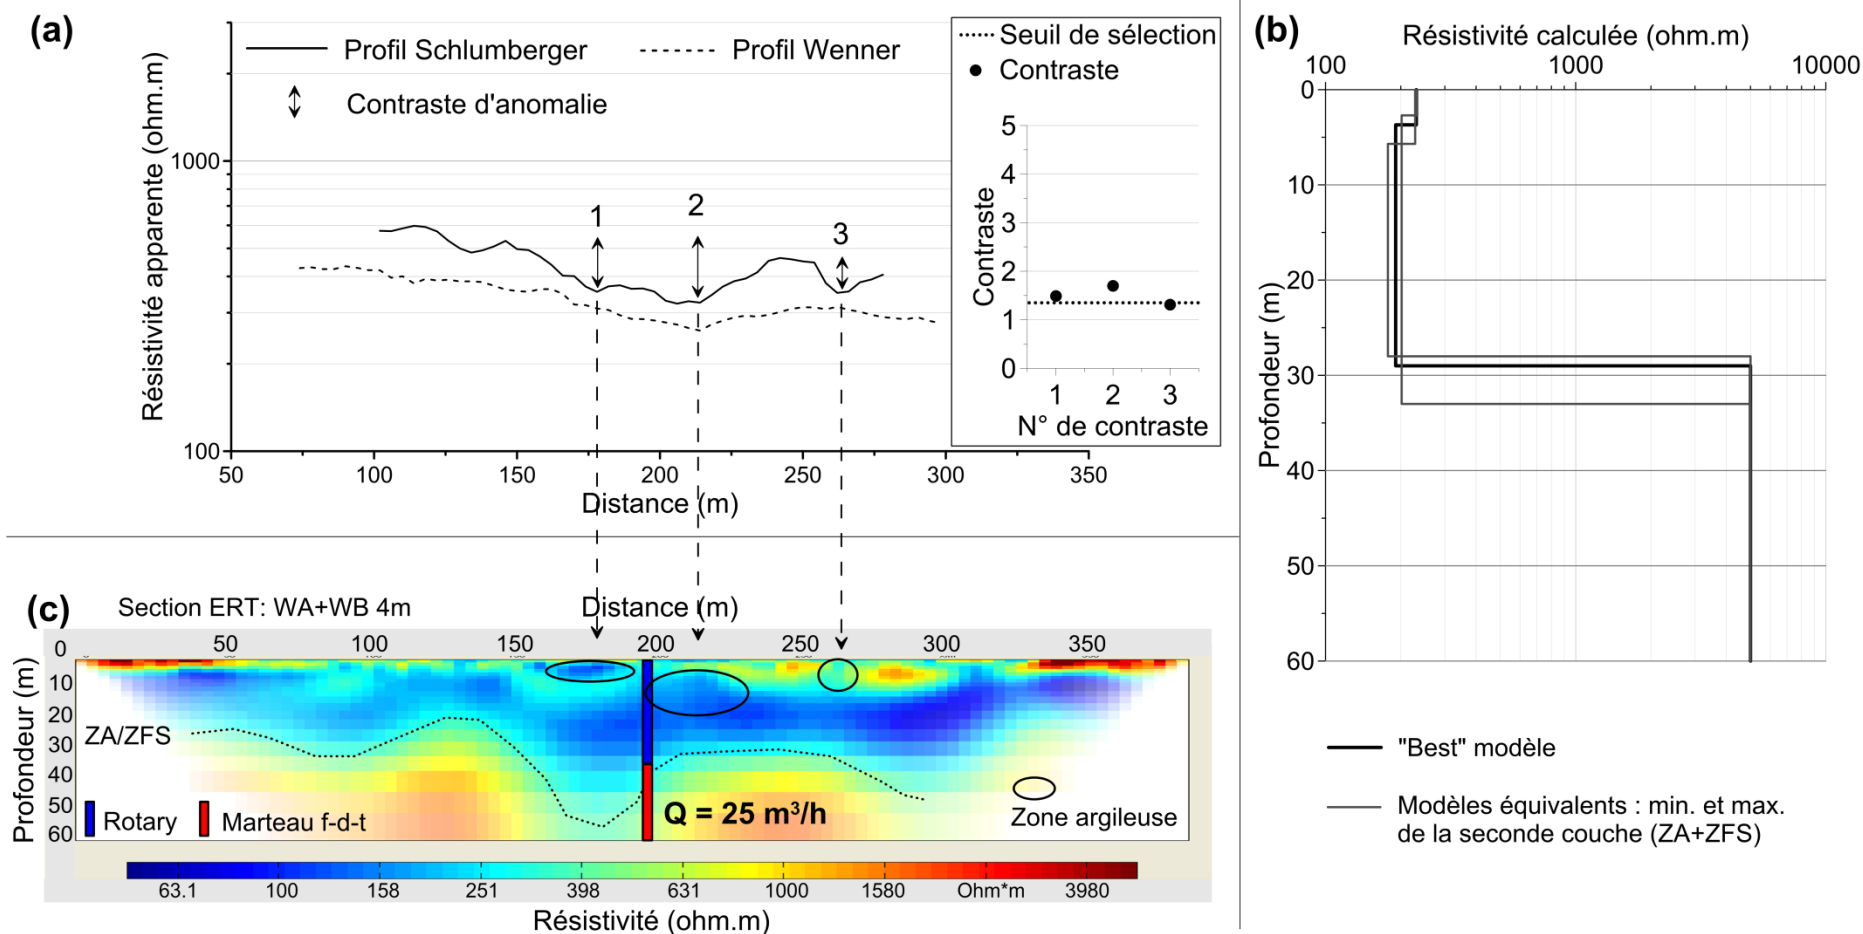 (a)
Profil Schlumberger
Profil Wenner
Contraste d'anomalie
Résistivité apparente (ohm.m)
1000
100
1
2
3
50
100
150
200
250
300
350
Distance (m)
Seuil de sélection
Contraste
Contraste
5
4
3
2
1
0
1
2
3
N° de contraste
(b)
Résistivité calculée (ohm.m)
100
1000
10000
Profondeur (m)
0
10
20
30
40
50
60
"Best" modèle
Modèles équivalents : min. et max.
de la seconde couche (ZA+ZFS)
(c)
Section ERT: WA+WB 4m
Distance (m)
50
100
150
200
250
300
350
Profondeur (m)
0
10
20
30
40
50
60
ZA/ZFS
Rotary
Marteau f-d-t
Q = 25 m³/h
Zone argileuse
63.1
100
158
251
398
631
1000
1580
Ohm*m
3980
Résistivité (ohm.m)